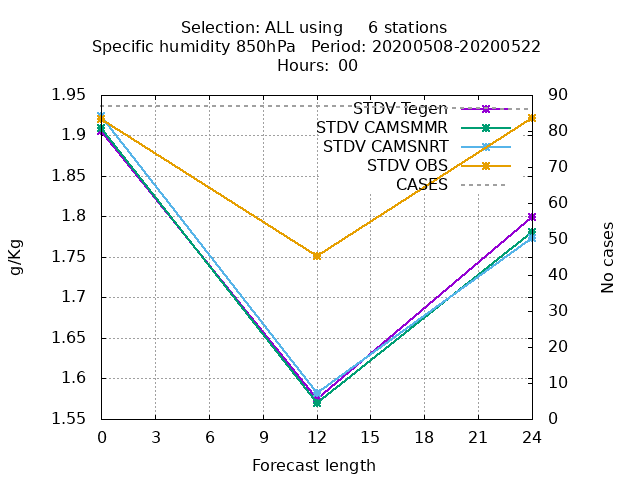 Selection: ALL using     6 stations
Specific humidity 850hPa   Period: 20200508-20200522
Hours:  00
1.95
1.9
1.85
1.8
1.75
1.7
1.65
1.6
1.55
g/Kg
STDV Tegen
STDV CAMSMMR
STDV CAMSNRT
STDV OBS
CASES
90
80
70
60
50
40
30
20
10
0
No cases
0 3 6 9 12 15 18 21 24
Forecast length